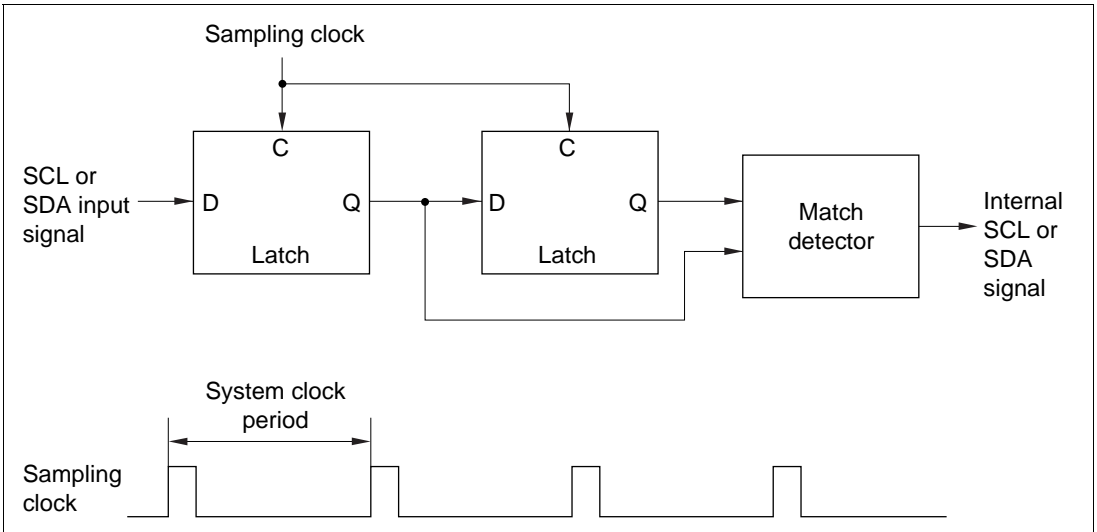 Sampling clock
C
C
SCL or
SDA input
signal
D
Q
Latch
D
Q
Latch
Match
detector
Internal
SCL or
SDA
signal
System clock
period
Sampling
clock